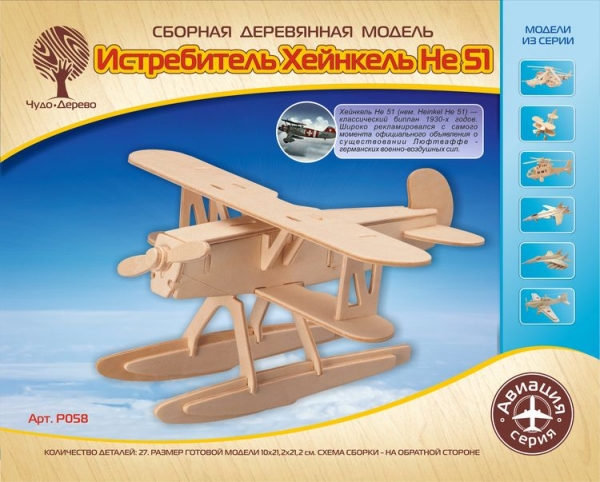 СБОРНАЯ ДЕРЕВЯННАЯ МОДЕЛЬ
Истребитель Хейнкель Не 51
Чудо-Дерево
МОДЕЛИ
ИЗ СЕРИИ
Хейнкель Не 51 (нем. Heinkel He 51) —
классический биплан 1930-х годов.
Широко рекламировался с самого
момента официального объявления о
существовании Люфтваффе -
германских военно-воздушных сил.
Арт. P058
Авиация
серия
КОЛИЧЕСТВО ДЕТАЛЕЙ: 27. РАЗМЕР ГОТОВОЙ МОДЕЛИ 10x21,2x21,2 см. СХЕМА СБОРКИ - НА ОБРАТНОЙ СТОРОНЕ